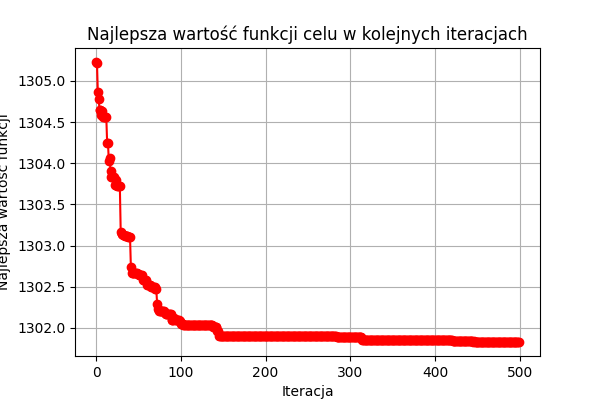 Najlepsza wartość funkcji celu w kolejnych iteracjach
1305.0
1304.5
1304.0
1303.5
1303.0
1302.5
1302.0
Najlepsza wartość funkcji
0 100 200 300 400 500
Iteracja